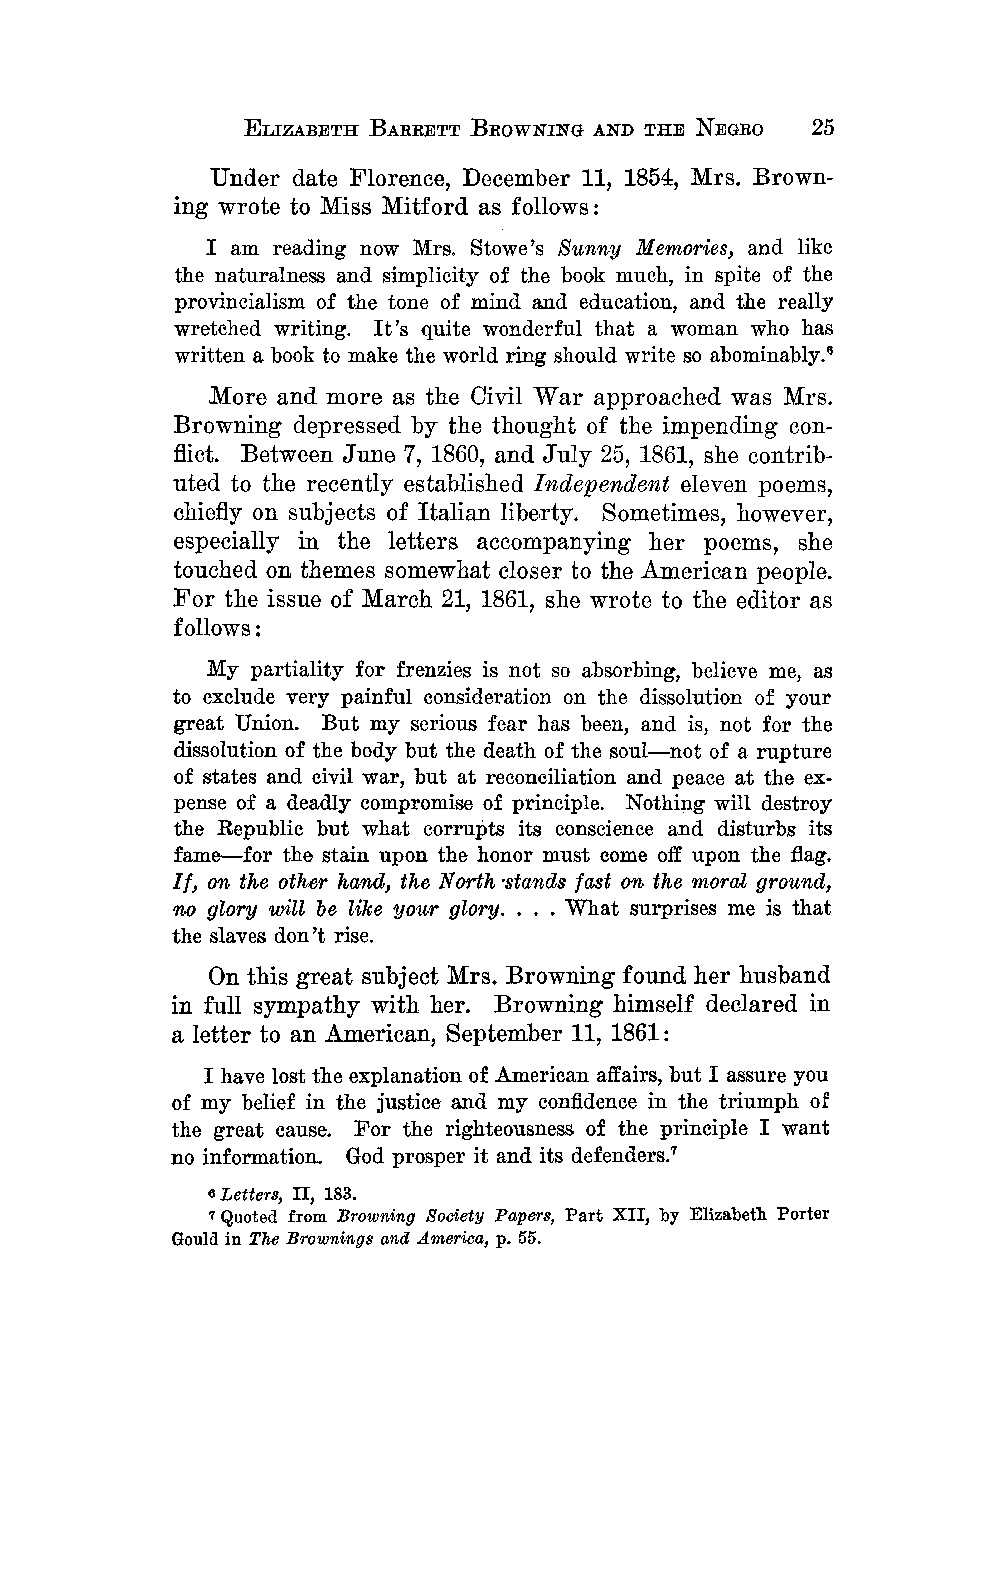 ELIZABETH BARRETT BROWNING AND THE NEGRO 25
Under date Florence, December 11, 1854, Mrs. Brown-
ing wrote to Miss Mitford as follows:
I am reading now Mrs. Stowe's Sunny Memories, and like
the naturalness and simplicity of the book much, in spite of the
provincialism of the tone of mind and education, and the really
wretched writing. It's quite wonderful that a woman who has
written a book to make the world ring should write so abominably.⁶
More and more as the Civil War approached was Mrs.
Browning depressed by the thought of the impending con-
flict. Between June 7, 1860, and July 25, 1861, she contrib-
uted to the recently established Independent eleven poems,
chiefly on subjects of Italian liberty. Sometimes, however,
especially in the letters accompanying her poems, she
touched on themes somewhat closer to the American people.
For the issue of March 21, 1861, she wrote to the editor as
follows:
My partiality for frenzies is not so absorbing, believe me, as
to exclude very painful consideration on the dissolution of your
great Union. But my serious fear has been, and is, not for the
dissolution of the body but the death of the soul—not of a rupture
of states and civil war, but at reconciliation and peace at the ex-
pense of a deadly compromise of principle. Nothing will destroy
the Republic but what corrupts its conscience and disturbs its
fame—for the stain upon the honor must come off upon the flag.
If, on the other hand, the North stands fast on the moral ground,
no glory will be like your glory. . . . What surprises me is that
the slaves don't rise.
On this great subject Mrs. Browning found her husband
in full sympathy with her. Browning himself declared in
a letter to an American, September 11, 1861:
I have lost the explanation of American affairs, but I assure you
of my belief in the justice and my confidence in the triumph of
the great cause. For the righteousness of the principle I want
no information. God prosper it and its defenders.⁷
⁶ Letters, II, 183.
⁷ Quoted from Browning Society Papers, Part XII, by Elizabeth Porter
Gould in The Brownings and America, p. 55.